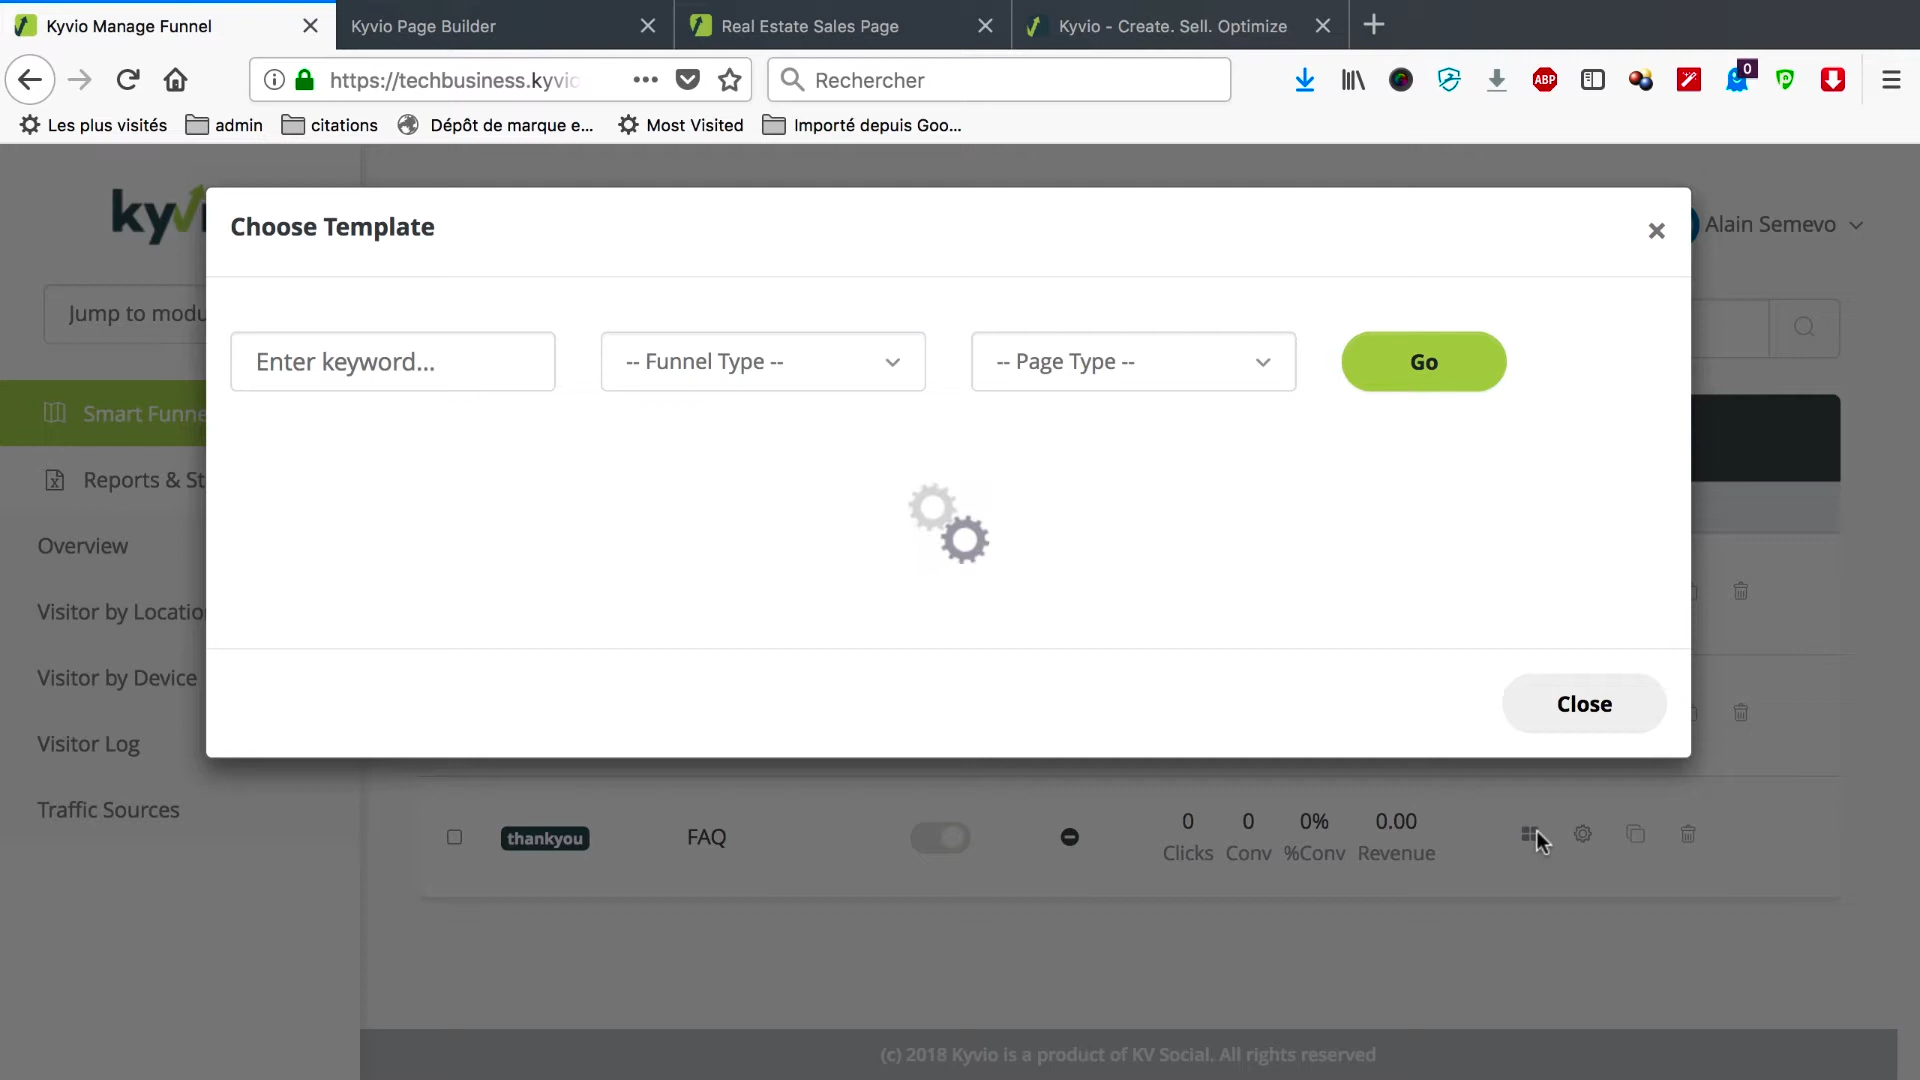 Kyvio Manage Funnel
Kyvio Page Builder
Real Estate Sales Page
Kyvio - Create. Sell. Optimize
https://techbusiness.kyvio
Rechercher
ABP
0
Les plus visités
admin
citations
Dépôt de marque e...
Most Visited
Importé depuis Goo...
kyvi
Choose Template
Alain Semevo
Jump to modu
Enter keyword...
-- Funnel Type --
-- Page Type --
Go
Smart Funne
Reports & St
Overview
Visitor by Location
Visitor by Device
Close
Visitor Log
Traffic Sources
thankyou
FAQ
0 0 0% 0.00
Clicks Conv %Conv Revenue
(c) 2018 Kyvio is a product of KV Social. All rights reserved